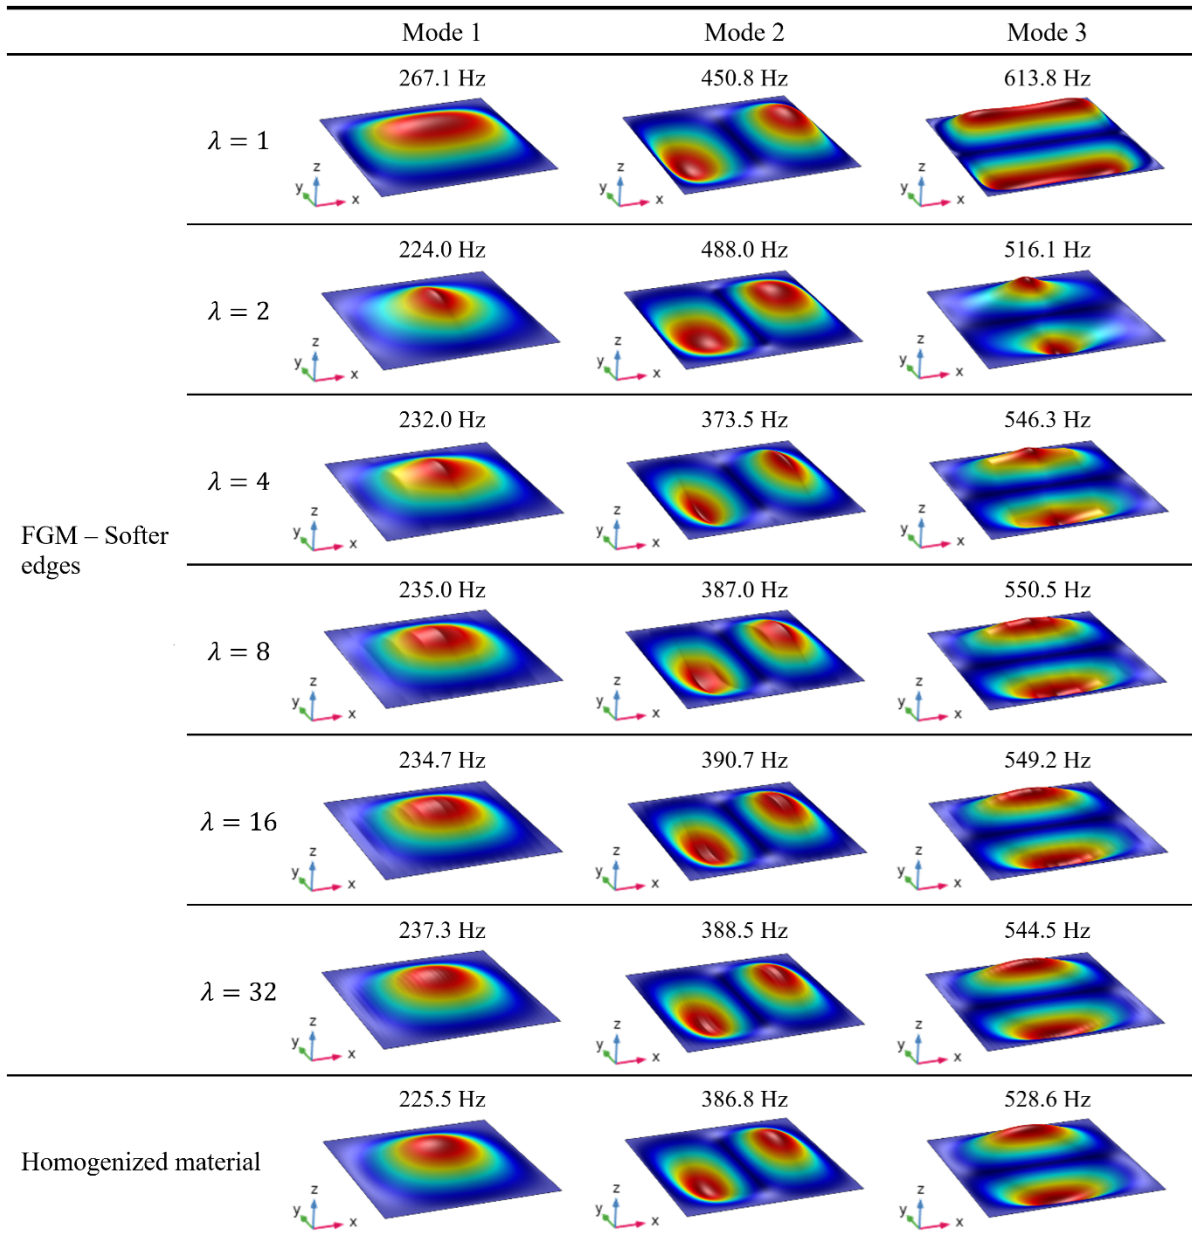 Mode 1 Mode 2 Mode 3
267.1 Hz 450.8 Hz 613.8 Hz
λ = 1
z y x z y x z y x
224.0 Hz 488.0 Hz 516.1 Hz
λ = 2
z y x z y x z y x
232.0 Hz 373.5 Hz 546.3 Hz
λ = 4
z y x z y x z y x
FGM – Softer
edges
235.0 Hz 387.0 Hz 550.5 Hz
λ = 8
z y x z y x z y x
234.7 Hz 390.7 Hz 549.2 Hz
λ = 16
z y x z y x z y x
237.3 Hz 388.5 Hz 544.5 Hz
λ = 32
z y x z y x z y x
225.5 Hz 386.8 Hz 528.6 Hz
Homogenized material
z y x z y x z y x